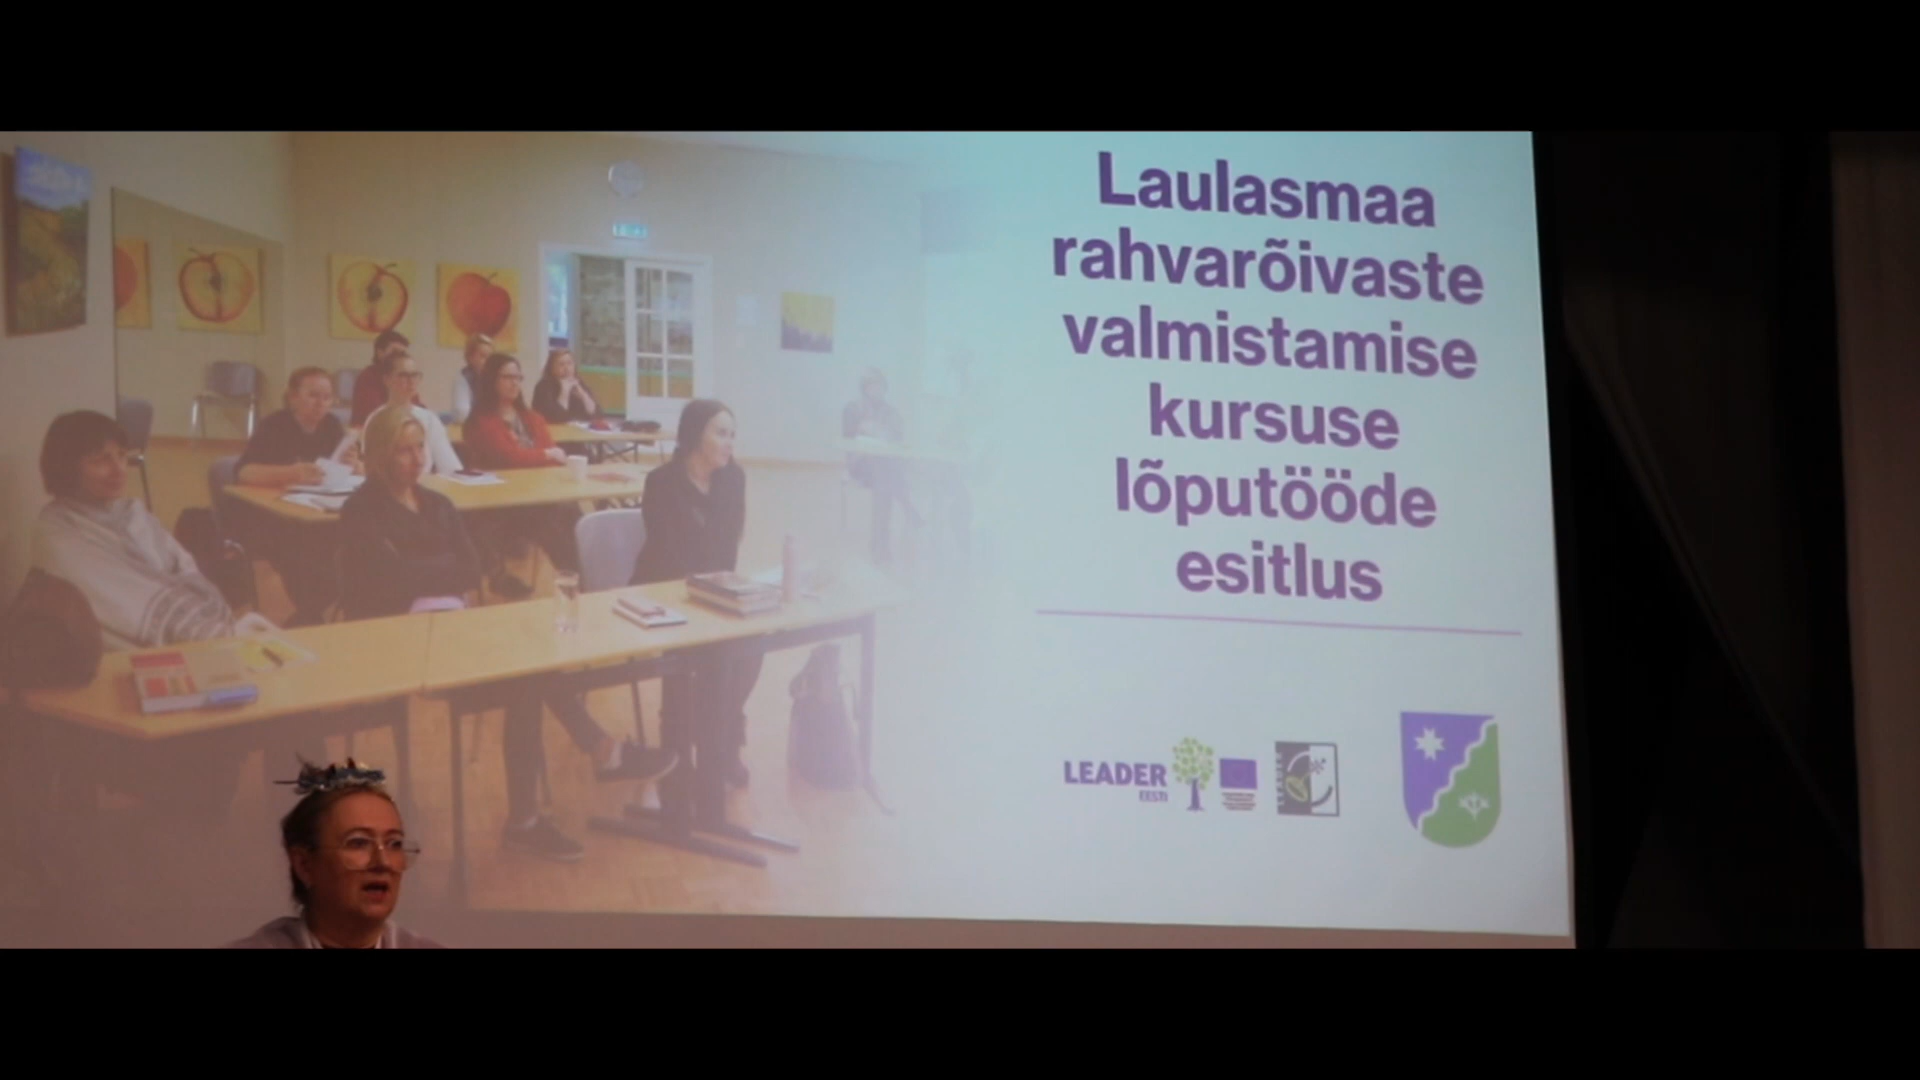 Laulasmaa
rahvarõivaste
valmistamise
kursuse
lõputööde
esitlus
LEADER
EESTI